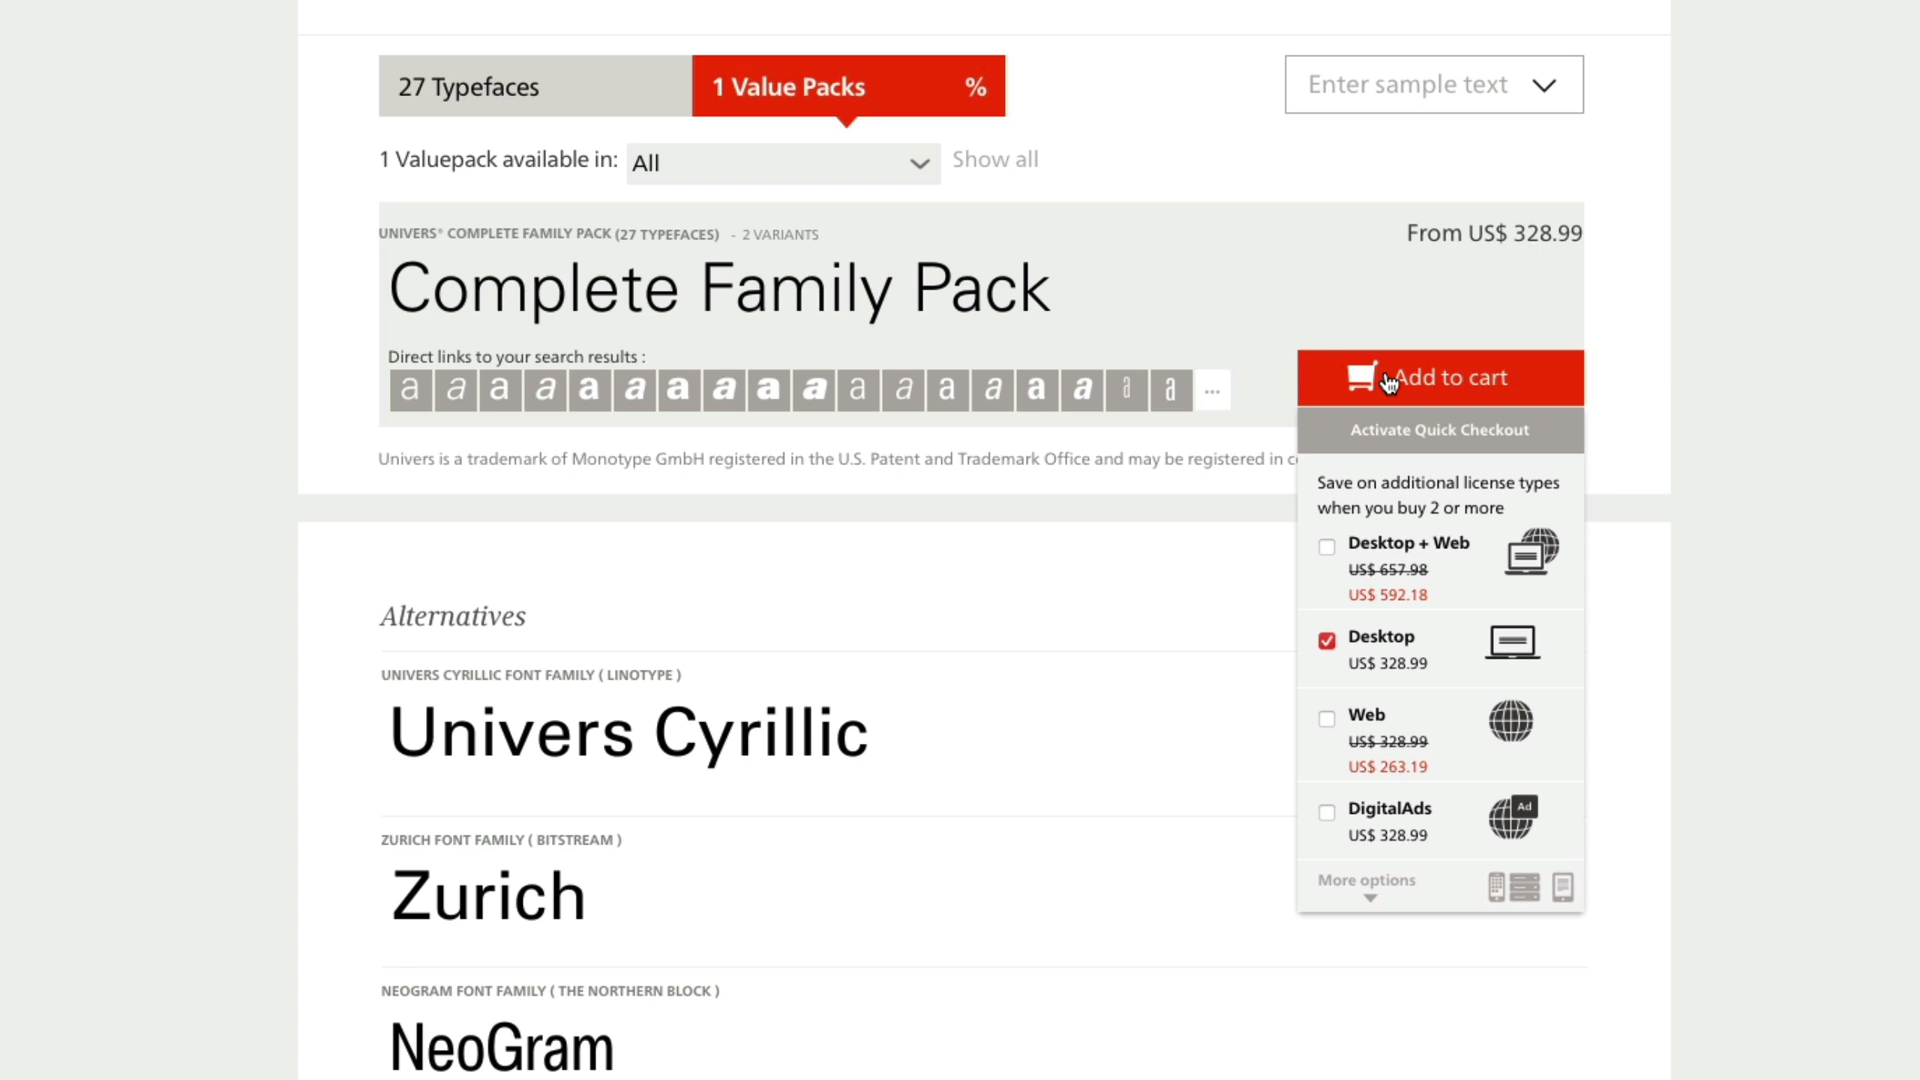 27 Typefaces
1 Value Packs %
Enter sample text
1 Valuepack available in: All Show all
UNIVERS® COMPLETE FAMILY PACK (27 TYPEFACES) - 2 VARIANTS
From US$ 328.99
Complete Family Pack
Direct links to your search results :
a a a a a a a a a a a a a a a a a a ...
Add to cart
Activate Quick Checkout
Univers is a trademark of Monotype GmbH registered in the U.S. Patent and Trademark Office and may be registered in
Save on additional license types
when you buy 2 or more
Desktop + Web
US$ 657.98
US$ 592.18
Desktop
US$ 328.99
Web
US$ 328.99
US$ 263.19
DigitalAds
US$ 328.99
Ad
More options
Alternatives
UNIVERS CYRILLIC FONT FAMILY ( LINOTYPE )
Univers Cyrillic
ZURICH FONT FAMILY ( BITSTREAM )
Zurich
NEOGRAM FONT FAMILY ( THE NORTHERN BLOCK )
NeoGram